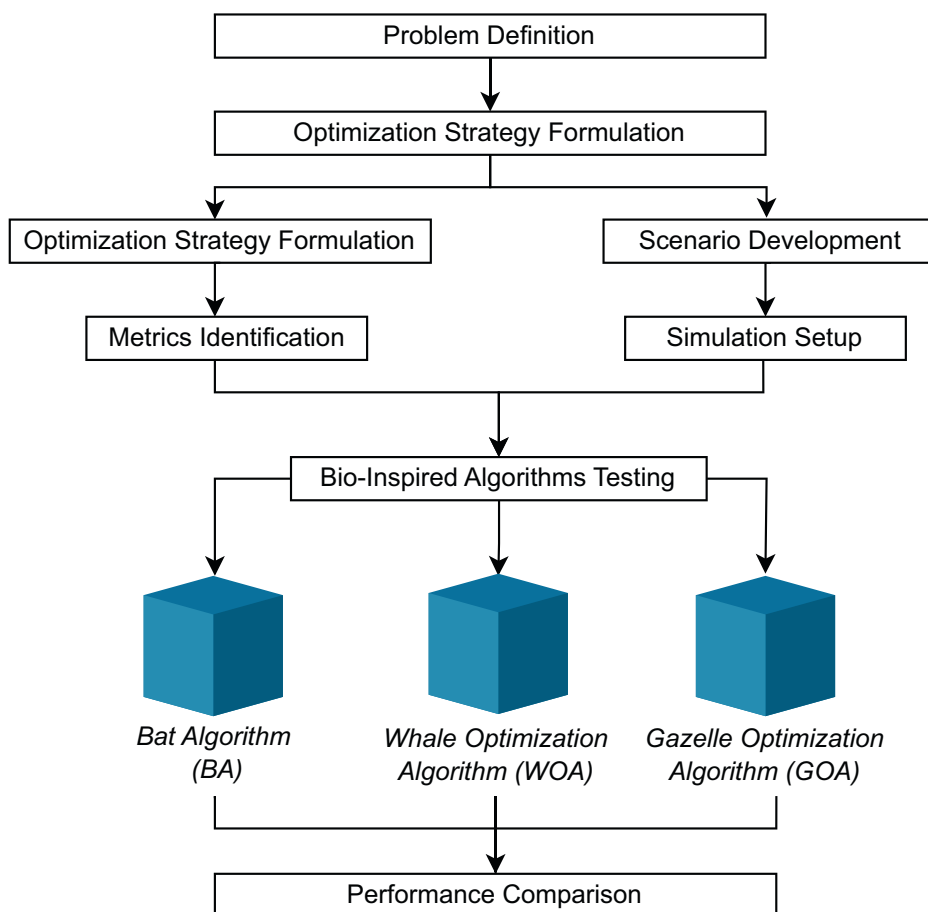 Problem Definition
Optimization Strategy Formulation
Optimization Strategy Formulation
Scenario Development
Metrics Identification
Simulation Setup
Bio-Inspired Algorithms Testing
Bat Algorithm
(BA)
Whale Optimization
Algorithm (WOA)
Gazelle Optimization
Algorithm (GOA)
Performance Comparison